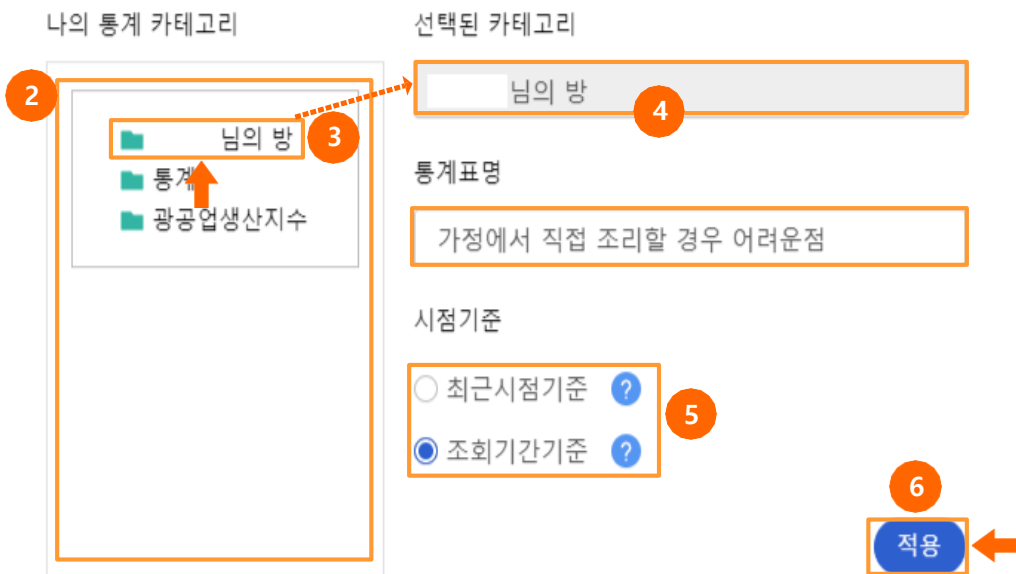 나의 통계 카테고리
2
님의 방
3
통계
광공업생산지수
선택된 카테고리
님의 방
4
통계표명
가정에서 직접 조리할 경우 어려운점
시점기준
최근시점기준 ?
조회기간기준 ?
5
6
적용